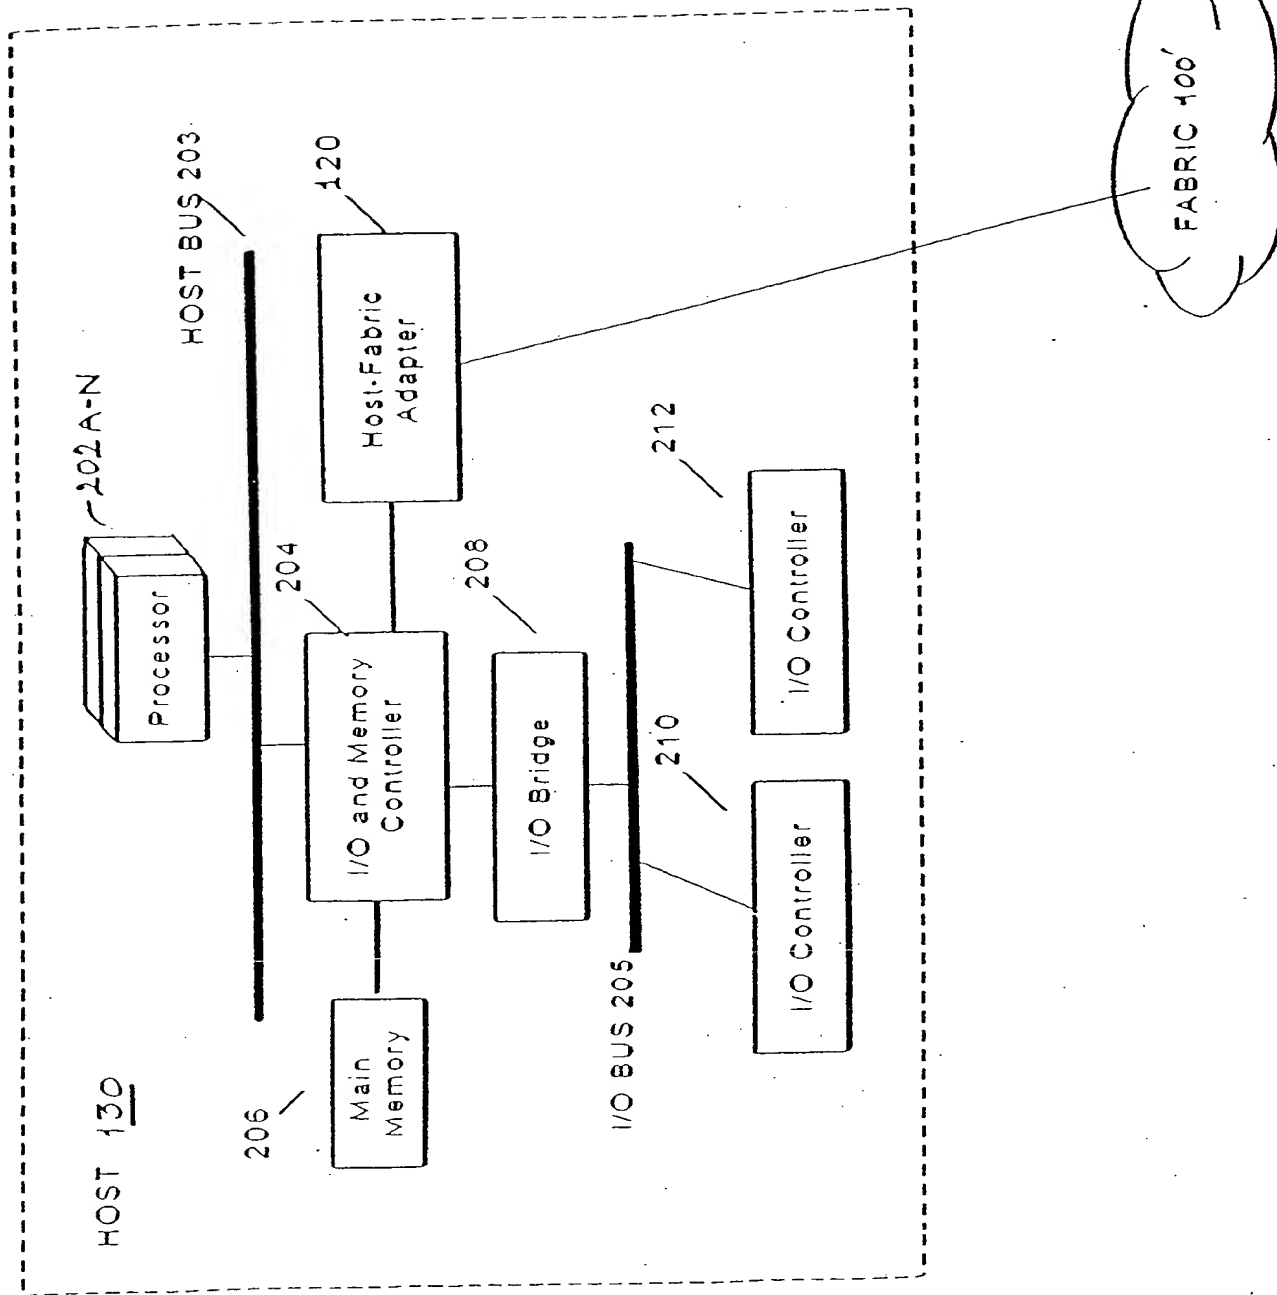 HOST 130
202A-N
Processor
HOST BUS 203
206
204
120
Main
Memory
I/O and Memory
Controller
Host-Fabric
Adapter
208
I/O Bridge
I/O BUS 205
210
212
I/O Controller
I/O Controller
FABRIC 100'